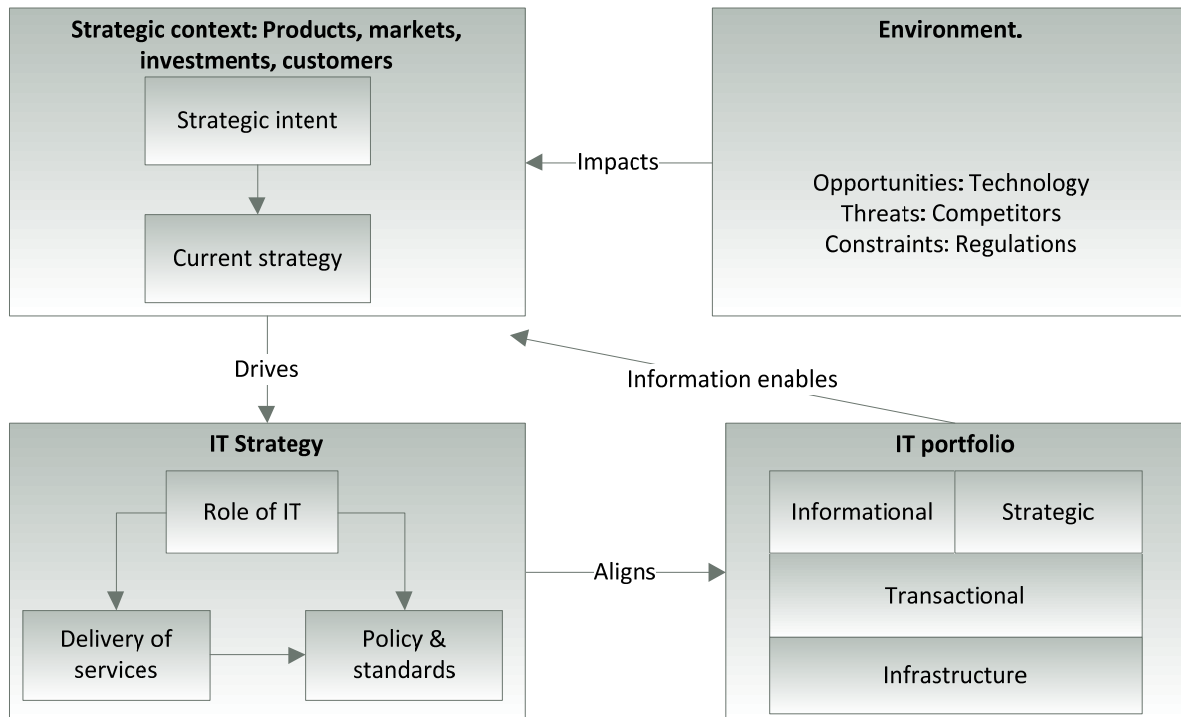 Strategic context: Products, markets,
investments, customers
Strategic intent
Current strategy
Impacts
Environment.
Opportunities: Technology
Threats: Competitors
Constraints: Regulations
Drives
Information enables
IT Strategy
Role of IT
Delivery of
services
Policy &
standards
Aligns
IT portfolio
Informational
Strategic
Transactional
Infrastructure